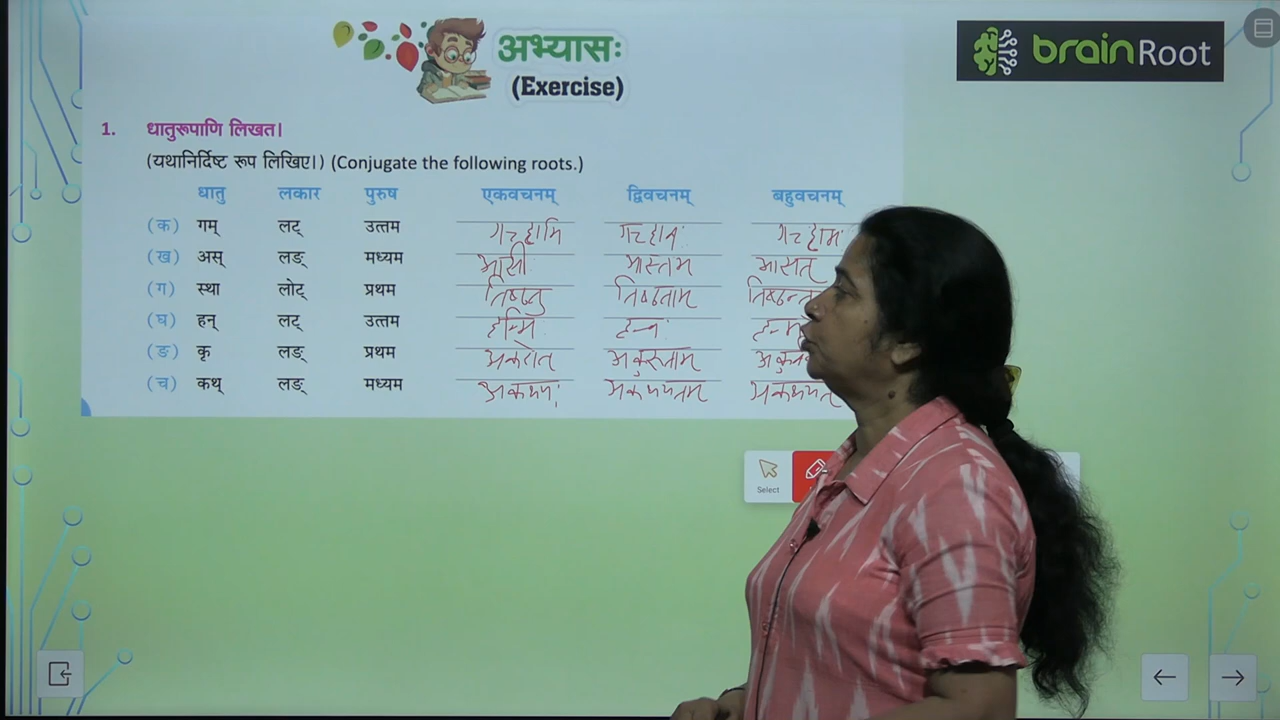 अभ्यासः
(Exercise)
brainRoot
1. धातुरूपाणि लिखत।
(यथानिर्दिष्ट रूप लिखिए।) (Conjugate the following roots.)
धातु लकार पुरुष एकवचनम् द्विवचनम् बहुवचनम्
(क) गम् लट् उत्तम गच्छामि गच्छावः गच्छामः
(ख) अस् लङ् मध्यम आसीः आस्तम् आसत
(ग) स्था लोट् प्रथम तिष्ठतु तिष्ठताम्
(घ) हन् लट् उत्तम हन्मि हन्वः
(ङ) कृ लङ् प्रथम अकरोत् अकुरुताम्
(च) कथ् लङ् मध्यम अकथयः अकथयतम् अकथयत
Select